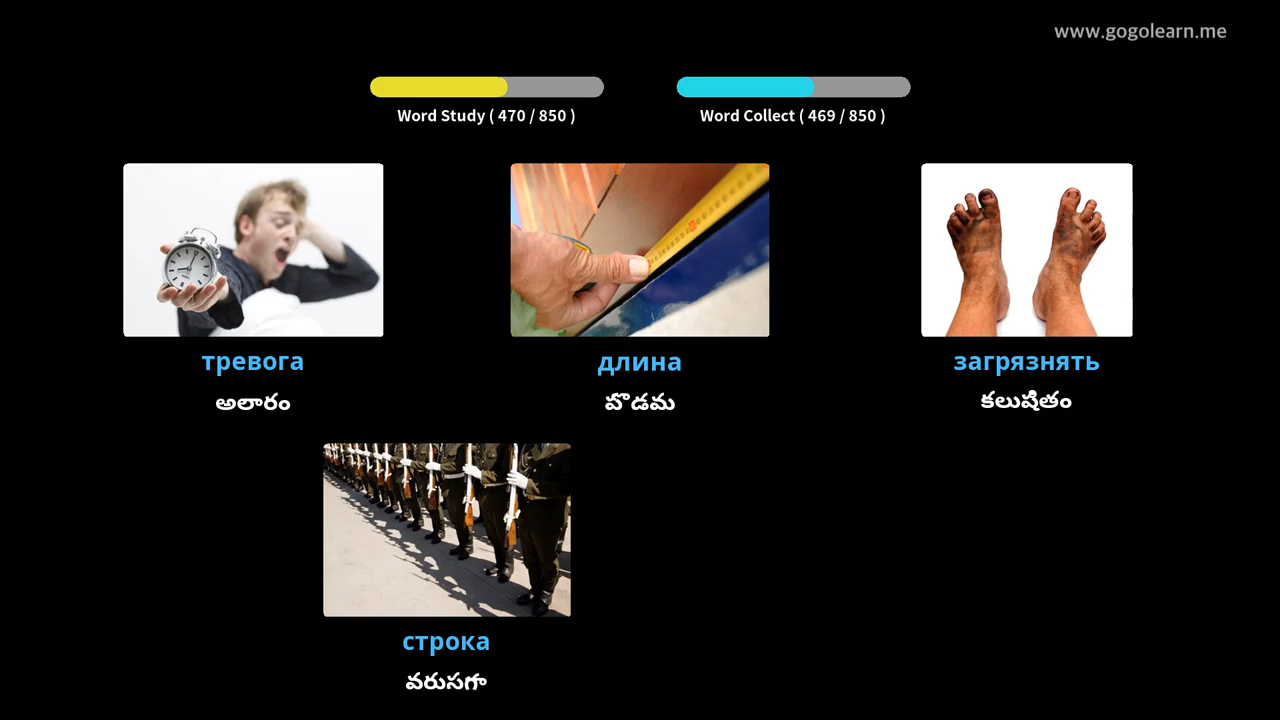 www.gogolearn.me
Word Study ( 470 / 850 )
Word Collect ( 469 / 850 )
тревога
అలారం
длина
పొడమ
загрязнять
కలుషితం
строка
వరుసగా